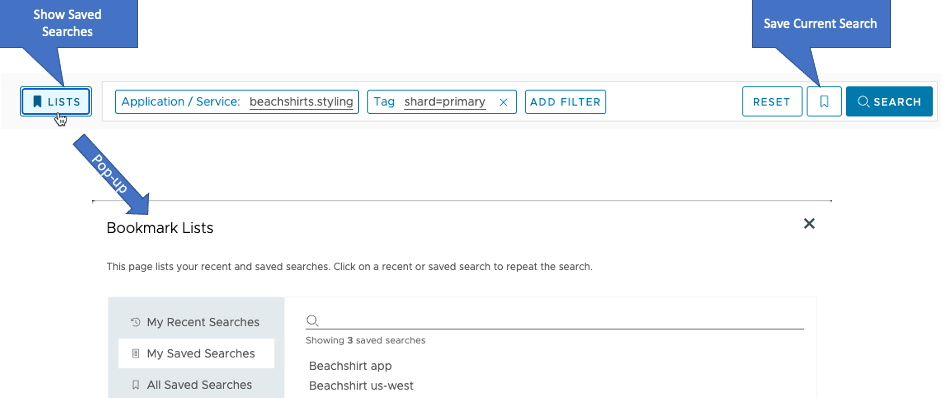 Show Saved
Searches
Save Current Search
LISTS
Application / Service: beachshirts.styling
Tag shard=primary
ADD FILTER
RESET
SEARCH
Pop-up
Bookmark Lists
This page lists your recent and saved searches. Click on a recent or saved search to repeat the search.
My Recent Searches
My Saved Searches
All Saved Searches
Showing 3 saved searches
Beachshirt app
Beachshirt us-west